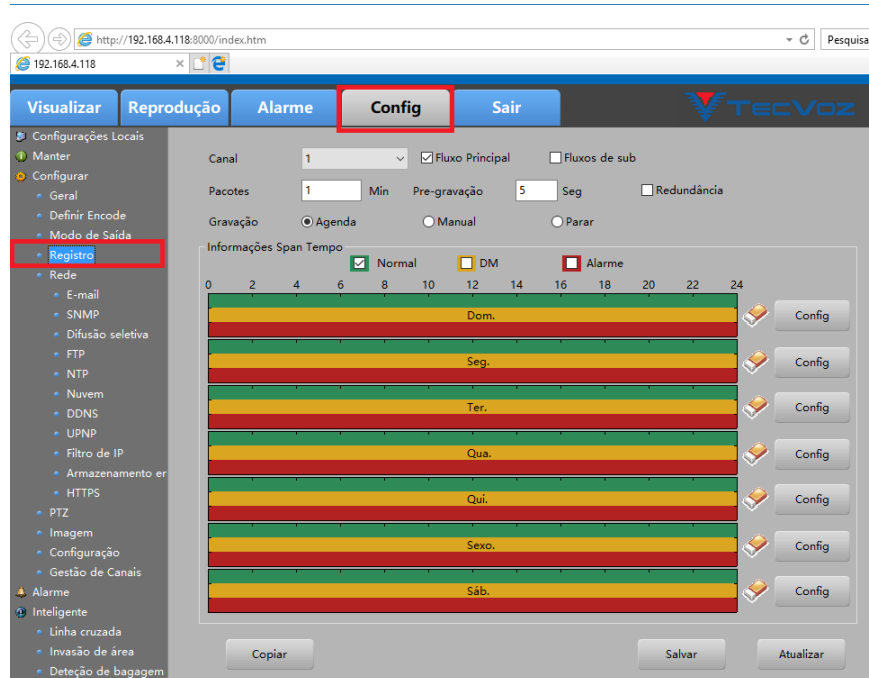 http://192.168.4.118:8000/index.htm
Pesquisa
192.168.4.118
Visualizar Reprodução Alarme Config Sair
TECVOZ
Configurações Locais
Manter
Configurar
Geral
Definir Encode
Modo de Saída
Registro
Rede
E-mail
SNMP
Difusão seletiva
FTP
NTP
Nuvem
DDNS
UPNP
Filtro de IP
Armazenamento er
HTTPS
PTZ
Imagem
Configuração
Gestão de Canais
Alarme
Inteligente
Linha cruzada
Invasão de área
Deteção de bagagem
Canal 1 Fluxo Principal Fluxos de sub
Pacotes 1 Min Pre-gravação 5 Seg Redundância
Gravação Agenda Manual Parar
Informações Span Tempo
Normal DM Alarme
0 2 4 6 8 10 12 14 16 18 20 22 24
Dom. Config
Seg. Config
Ter. Config
Qua. Config
Qui. Config
Sexo. Config
Sáb. Config
Copiar Salvar Atualizar